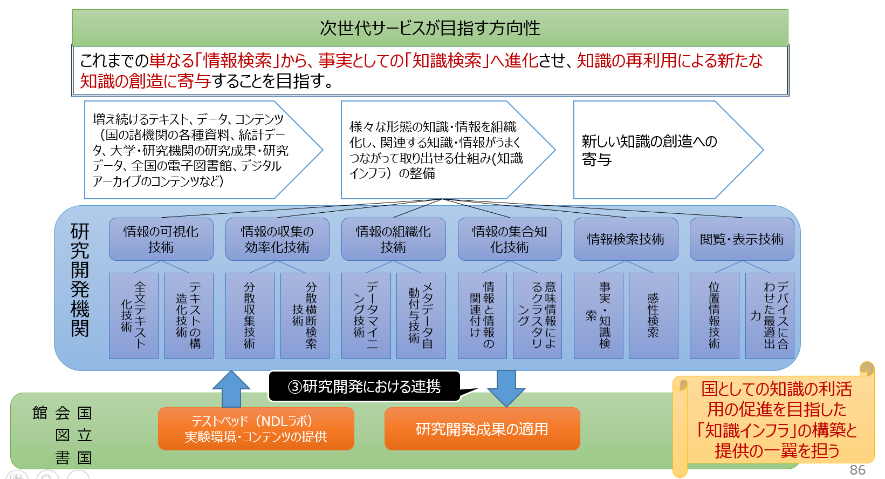 次世代サービスが目指す方向性
これまでの単なる「情報検索」から、事実としての「知識検索」へ進化させ、知識の再利用による新たな
知識の創造に寄与することを目指す。
増え続けるテキスト、データ、コンテンツ
（国の諸機関の各種資料、統計デー
タ、大学・研究機関の研究成果・研究
データ、全国の電子図書館、デジタル
アーカイブのコンテンツなど）
様々な形態の知識・情報を組織
化し、関連する知識・情報がうまく
つながって取り出せる仕組み(知識
インフラ）の整備
新しい知識の創造への
寄与
研究開発機関
情報の可視化
技術
情報の収集の
効率化技術
情報の組織化
技術
情報の集合知
化技術
情報検索技術
閲覧・表示技術
全文テキスト
化技術
テキストの構
造化技術
分散収集技術
分散横断検索
技術
データマイニ
ング技術
メタデータ自
動付与技術
情報と情報の
関連付け
意味情報によ
るクラスタリ
ング
事実・知識検
索
感性検索
位置情報技術
デバイスに合
わせた最適出
力
③研究開発における連携
国立国
会図書
館
テストベッド（NDLラボ）
実験環境・コンテンツの提供
研究開発成果の適用
国としての知識の利活
用の促進を目指した
「知識インフラ」の構築と
提供の一翼を担う
86